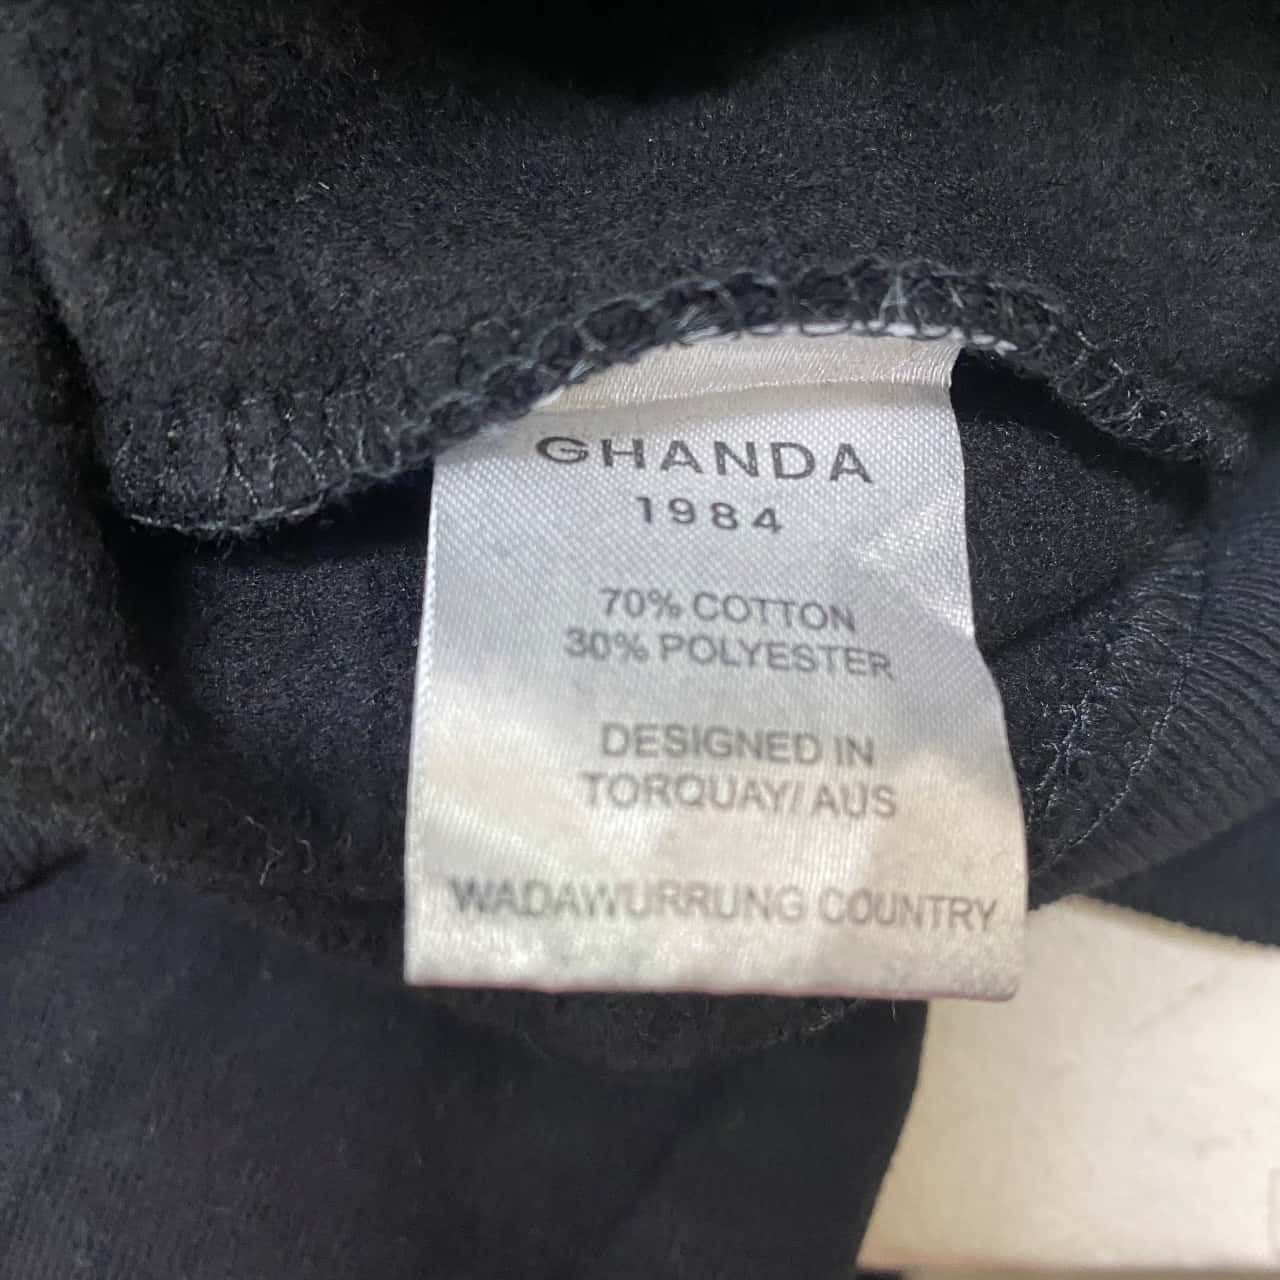 GHANDA
1984
70% COTTON
30% POLYESTER
DESIGNED IN
TORQUAY/ AUS
WADAWURRUNG COUNTRY